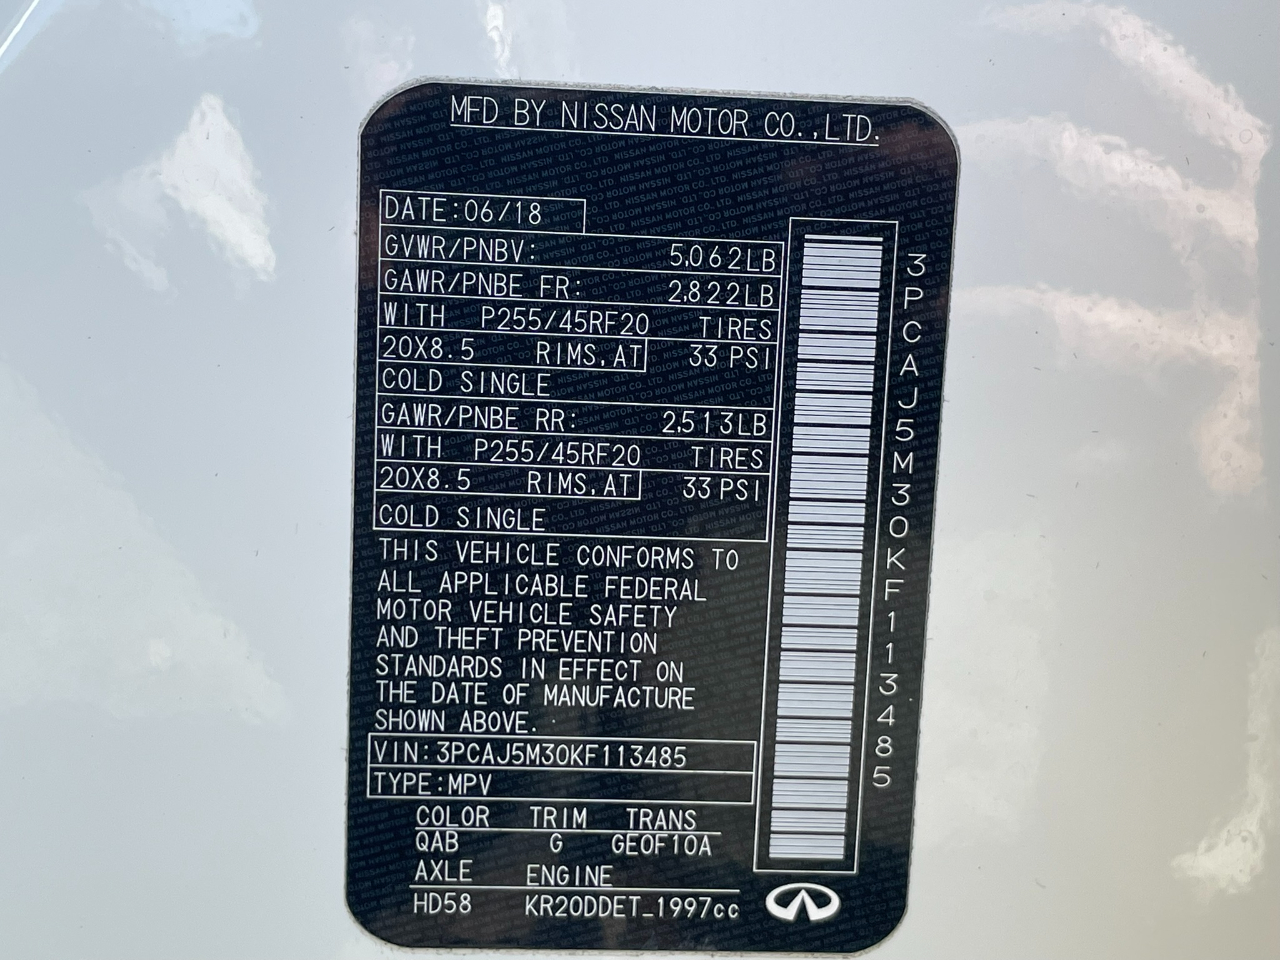 MFD BY NISSAN MOTOR CO.,LTD.
DATE:06/18
GVWR/PNBV: 5,062LB
GAWR/PNBE FR: 2,822LB
WITH P255/45RF20 TIRES
20X8.5 RIMS,AT 33 PSI
COLD SINGLE
GAWR/PNBE RR: 2,513LB
WITH P255/45RF20 TIRES
20X8.5 RIMS,AT 33 PSI
COLD SINGLE
THIS VEHICLE CONFORMS TO
ALL APPLICABLE FEDERAL
MOTOR VEHICLE SAFETY
AND THEFT PREVENTION
STANDARDS IN EFFECT ON
THE DATE OF MANUFACTURE
SHOWN ABOVE.
VIN:3PCAJ5M30KF113485
TYPE:MPV
COLOR TRIM TRANS
QAB G GE0F10A
AXLE ENGINE
HD58 KR20DDET_1997cc
3PCAJ5M30KF113485